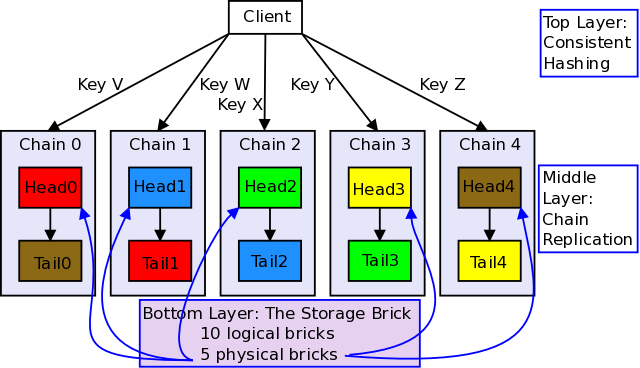 Client
Top Layer:
Consistent
Hashing
Key V
Key W
Key X
Key Y
Key Z
Chain 0
Chain 1
Chain 2
Chain 3
Chain 4
Head0
Head1
Head2
Head3
Head4
Middle
Layer:
Chain
Replication
Tail0
Tail1
Tail2
Tail3
Tail4
Bottom Layer: The Storage Brick
10 logical bricks
5 physical bricks